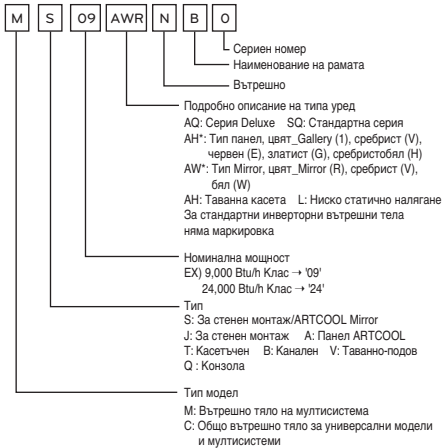 M S 09 AWR N B 0
Сериен номер
Наименование на рамата
Вътрешно
Подробно описание на типа уред
AQ: Серия Deluxe SQ: Стандартна серия
AH*: Тип панел, цвят_Gallery (1), сребрист (V),
червен (E), златист (G), сребристобял (H)
AW*: Тип Mirror, цвят_Mirror (R), сребрист (V),
бял (W)
AH: Таванна касета L: Ниско статично налягане
За стандартни инверторни вътрешни тела
няма маркировка
Номинална мощност
EX) 9,000 Btu/h Клас → '09'
24,000 Btu/h Клас → '24'
Тип
S: За стенен монтаж/ARTCOOL Mirror
J: За стенен монтаж A: Панел ARTCOOL
T: Касетъчен B: Канален V: Таванно-подов
Q : Конзола
Тип модел
M: Вътрешно тяло на мултисистема
C: Общо вътрешно тяло за универсални модели
и мултисистеми